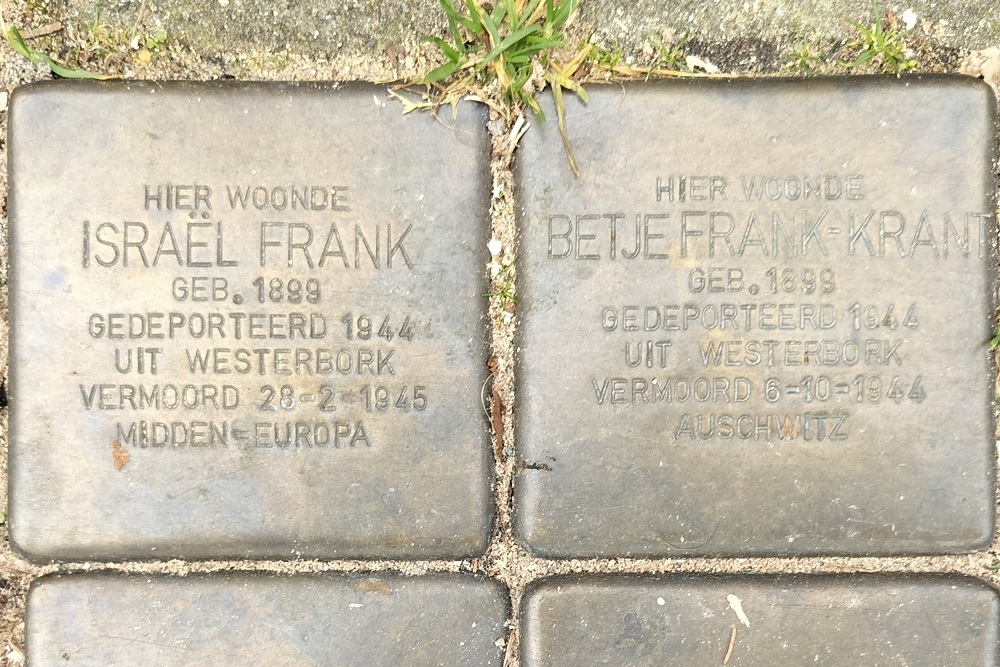 HIER WOONDE
ISRAËL FRANK
GEB. 1899
GEDEPORTEERD 1944
UIT WESTERBORK
VERMOORD 28-2-1945
MIDDEN-EUROPA
HIER WOONDE
BETJE FRANK-KRANT
GEB. 1899
GEDEPORTEERD 1944
UIT WESTERBORK
VERMOORD 6-10-1944
AUSCHWITZ